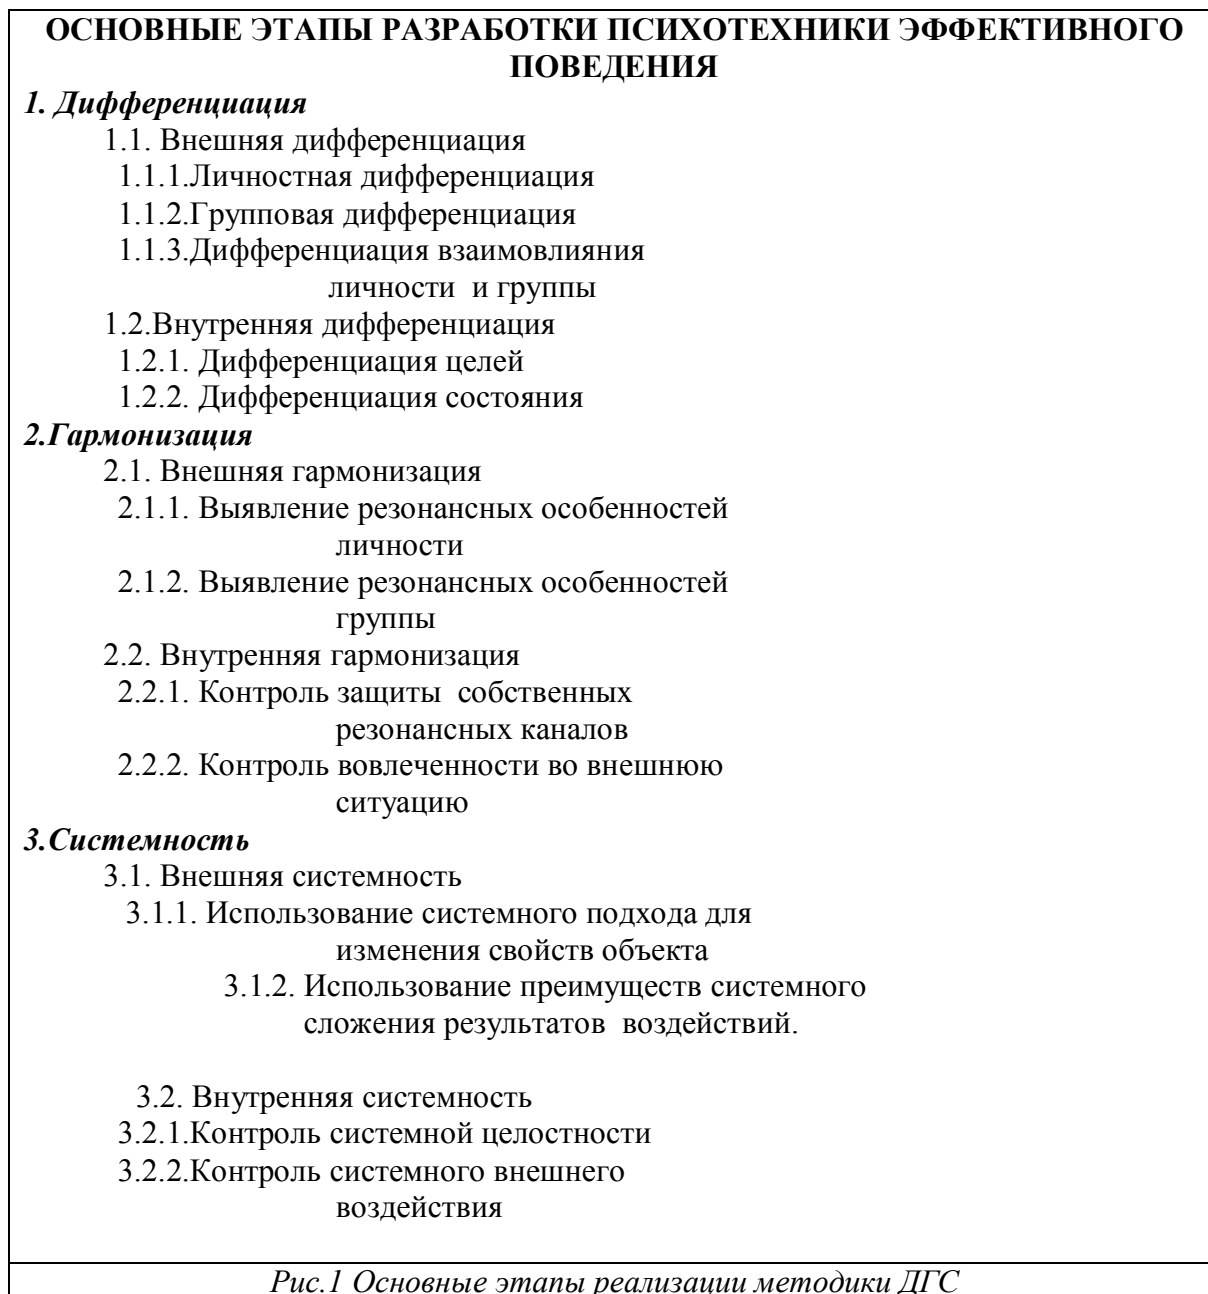 ОСНОВНЫЕ ЭТАПЫ РАЗРАБОТКИ ПСИХОТЕХНИКИ ЭФФЕКТИВНОГО
ПОВЕДЕНИЯ
1. Дифференциация
1.1. Внешняя дифференциация
1.1.1.Личностная дифференциация
1.1.2.Групповая дифференциация
1.1.3.Дифференциация взаимовлияния
личности и группы
1.2.Внутренняя дифференциация
1.2.1. Дифференциация целей
1.2.2. Дифференциация состояния
2.Гармонизация
2.1. Внешняя гармонизация
2.1.1. Выявление резонансных особенностей
личности
2.1.2. Выявление резонансных особенностей
группы
2.2. Внутренняя гармонизация
2.2.1. Контроль защиты собственных
резонансных каналов
2.2.2. Контроль вовлеченности во внешнюю
ситуацию
3.Системность
3.1. Внешняя системность
3.1.1. Использование системного подхода для
изменения свойств объекта
3.1.2. Использование преимуществ системного
сложения результатов воздействий.
3.2. Внутренняя системность
3.2.1.Контроль системной целостности
3.2.2.Контроль системного внешнего
воздействия
Рис.1 Основные этапы реализации методики ДГС